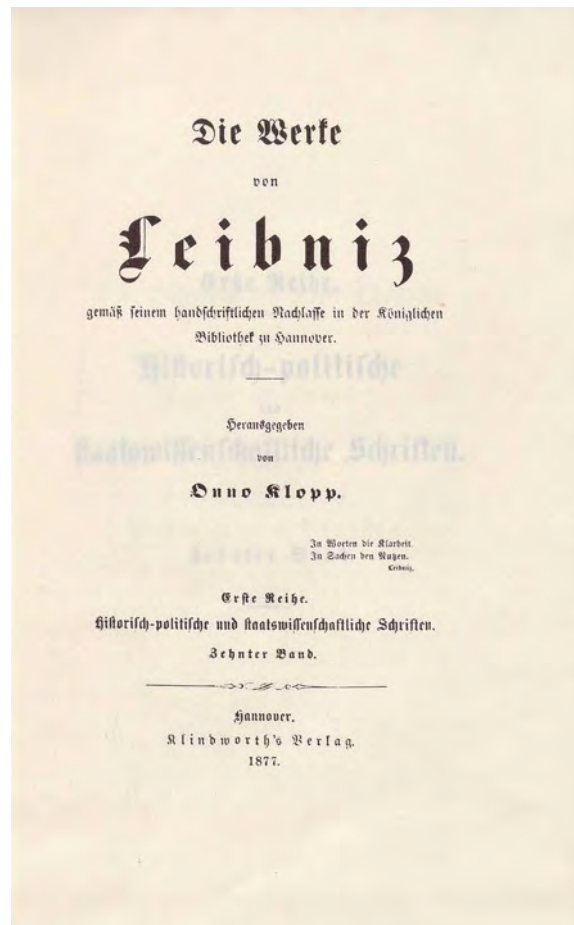 Die Werke
von
Leibniz
gemäß seinem handschriftlichen Nachlasse in der Königlichen
Bibliothek zu Hannover.
Herausgegeben
von
Onno Klopp.
In Worten die Klarheit.
In Sachen den Nutzen.
Leibniz.
Erste Reihe.
Historisch-politische und staatswissenschaftliche Schriften.
Zehnter Band.
Hannover.
Klindworth's Verlag.
1877.